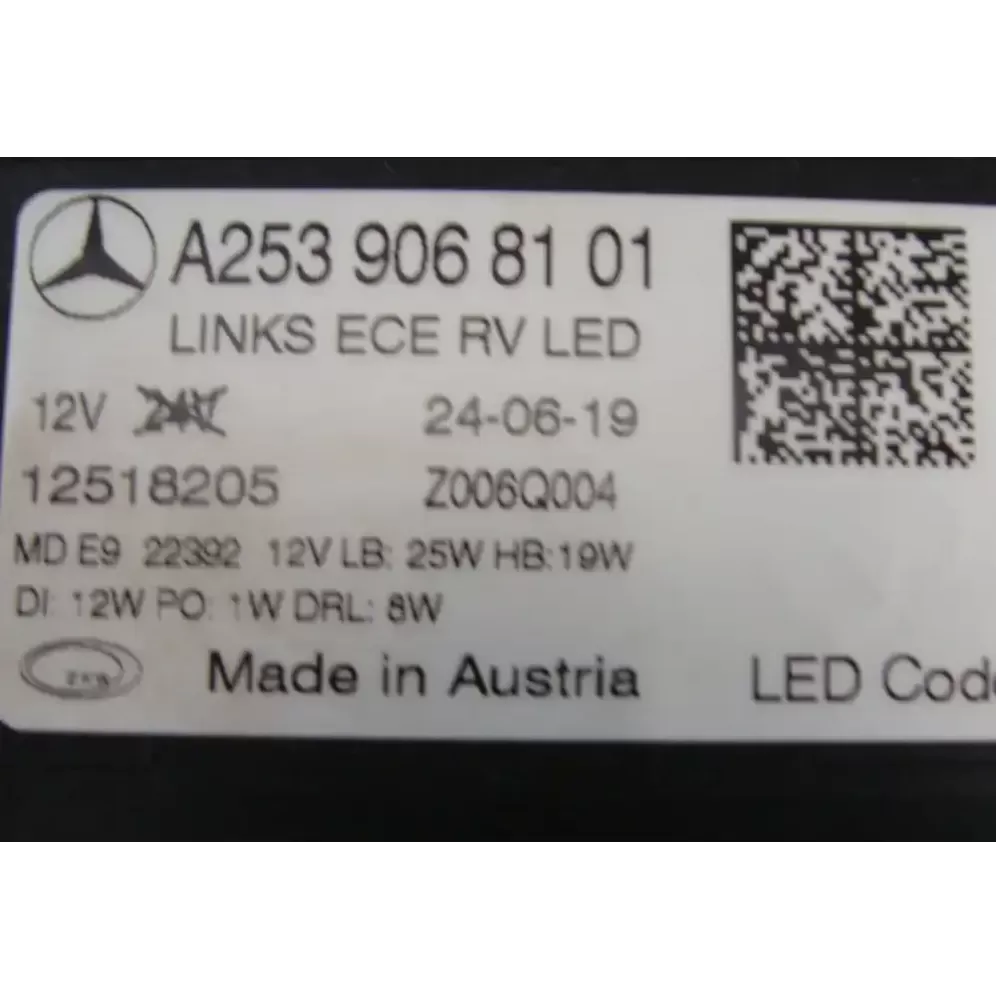 A253 906 81 01
LINKS ECE RV LED
12V 24V 24-06-19
12518205 Z006Q004
MD E9 22392 12V LB: 25W HB:19W
DI: 12W PO: 1W DRL: 8W
ZKW Made in Austria LED Code